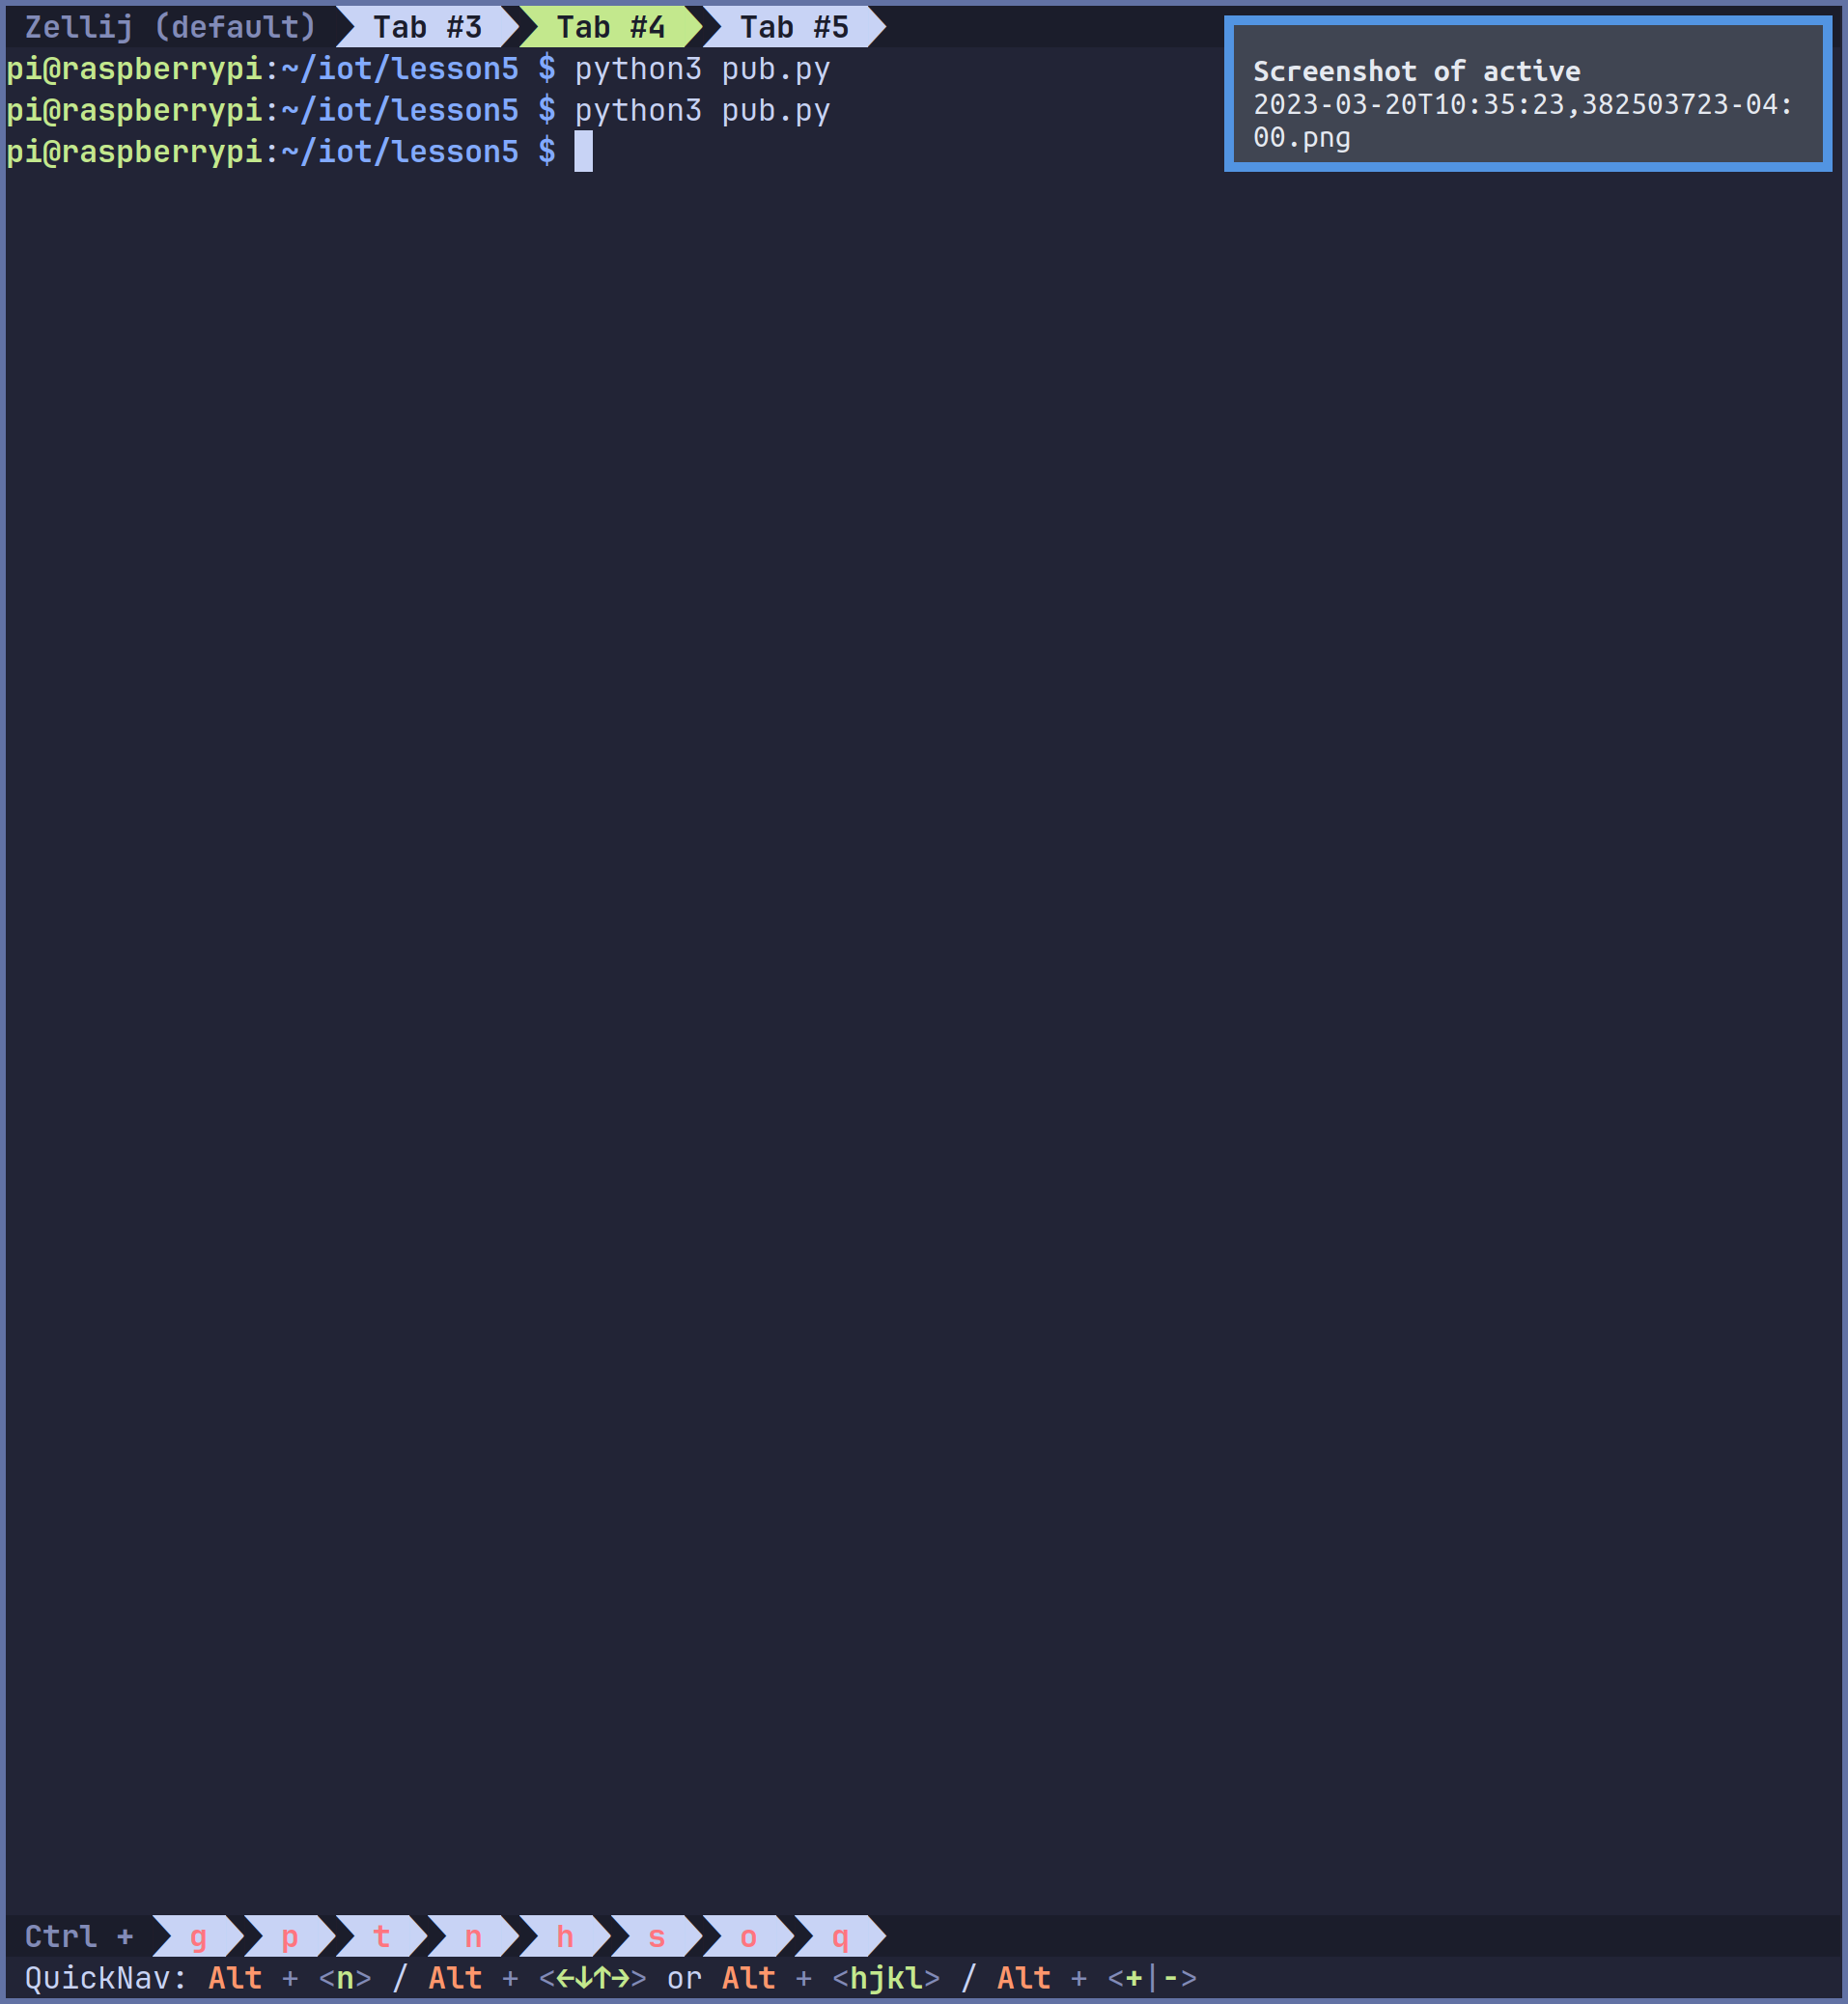 Zellij (default) Tab #3 Tab #4 Tab #5
pi@raspberrypi:~/iot/lesson5 $ python3 pub.py
pi@raspberrypi:~/iot/lesson5 $ python3 pub.py
pi@raspberrypi:~/iot/lesson5 $
Screenshot of active
2023-03-20T10:35:23,382503723-04:
00.png
Ctrl + g p t n h s o q
QuickNav: Alt + <n> / Alt + <←↓↑→> or Alt + <hjkl> / Alt + <+|->